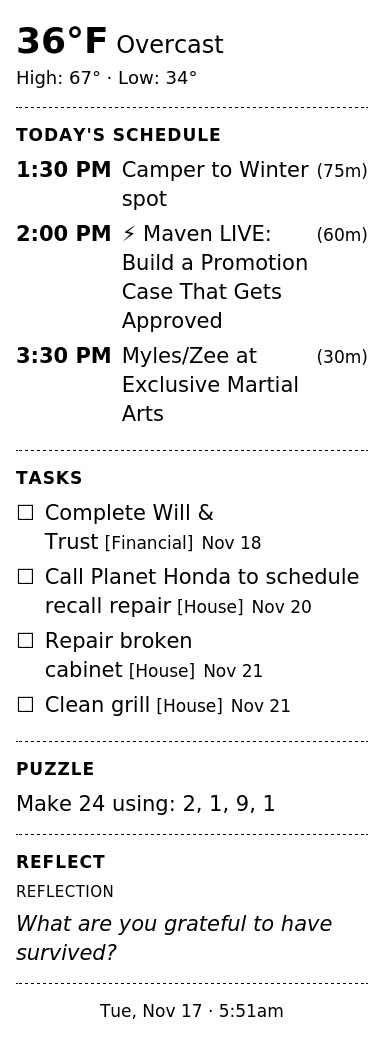 36°F Overcast
High: 67° · Low: 34°
TODAY'S SCHEDULE
1:30 PM Camper to Winter (75m)
spot
2:00 PM ⚡ Maven LIVE: (60m)
Build a Promotion
Case That Gets
Approved
3:30 PM Myles/Zee at (30m)
Exclusive Martial
Arts
TASKS
☐ Complete Will &
Trust [Financial] Nov 18
☐ Call Planet Honda to schedule
recall repair [House] Nov 20
☐ Repair broken
cabinet [House] Nov 21
☐ Clean grill [House] Nov 21
PUZZLE
Make 24 using: 2, 1, 9, 1
REFLECT
REFLECTION
What are you grateful to have
survived?
Tue, Nov 17 · 5:51am